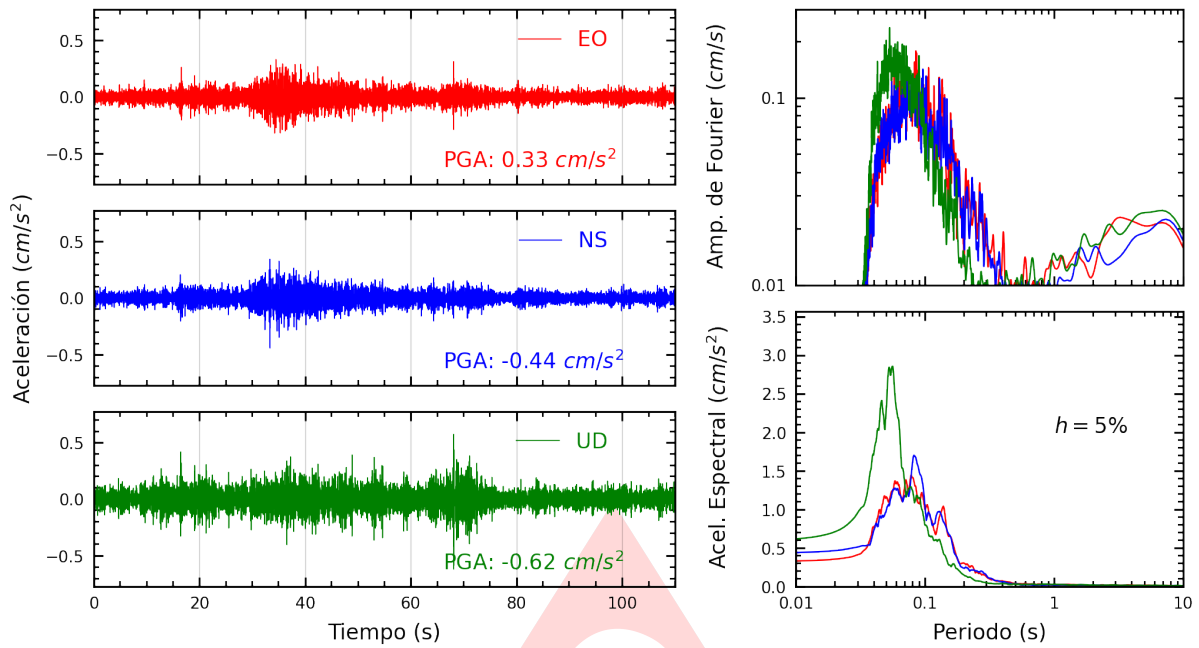 Aceleración (cm/s²)
0.5
0.0
−0.5
EO
PGA: 0.33 cm/s²
0.5
0.0
−0.5
NS
PGA: -0.44 cm/s²
0.5
0.0
−0.5
UD
PGA: -0.62 cm/s²
0 20 40 60 80 100
Tiempo (s)
Amp. de Fourier (cm/s)
0.1
0.01
Acel. Espectral (cm/s²)
3.5
3.0
2.5
2.0
1.5
1.0
0.5
0.0
h = 5%
0.01 0.1 1 10
Periodo (s)